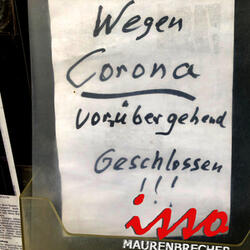 Wegen
Corona
vorübergehend
Geschlossen
!!!
isso
MAURENBRECHER